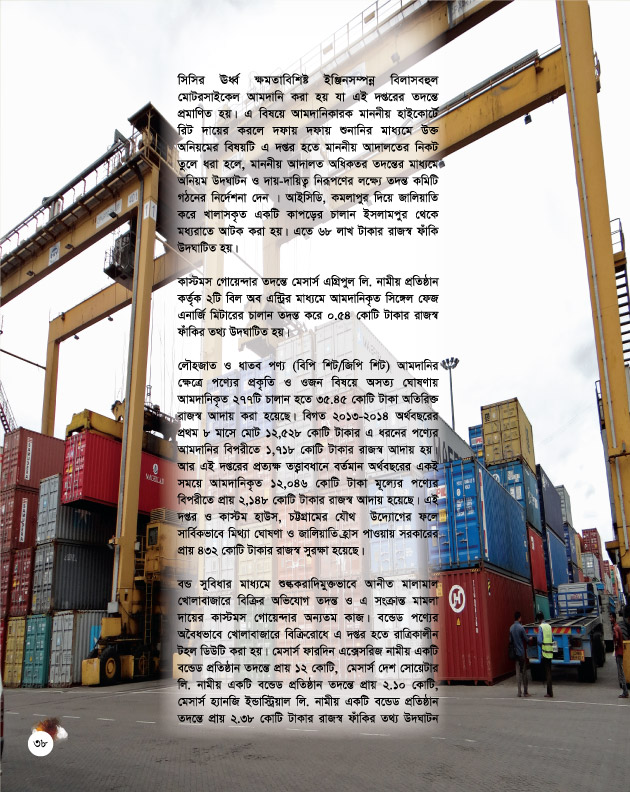 সিসির ঊর্ধ্ব ক্ষমতাবিশিষ্ট ইঞ্জিনসম্পন্ন বিলাসবহুল
মোটরসাইকেল আমদানি করা হয় যা এই দপ্তরের তদন্তে
প্রমাণিত হয়। এ বিষয়ে আমদানিকারক মাননীয় হাইকোর্টে
রিট দায়ের করলে দফায় দফায় শুনানির মাধ্যমে উক্ত
অনিয়মের বিষয়টি এ দপ্তর হতে মাননীয় আদালতের নিকট
তুলে ধরা হলে, মাননীয় আদালত অধিকতর তদন্তের মাধ্যমে
অনিয়ম উদঘাটন ও দায়-দায়িত্ব নিরূপণের লক্ষ্যে তদন্ত কমিটি
গঠনের নির্দেশনা দেন । আইসিডি, কমলাপুর দিয়ে জালিয়াতি
করে খালাসকৃত একটি কাপড়ের চালান ইসলামপুর থেকে
মধ্যরাতে আটক করা হয়। এতে ৬৮ লাখ টাকার রাজস্ব ফাঁকি
উদঘাটিত হয়।
কাস্টমস গোয়েন্দার তদন্তে মেসার্স এগ্রিপুল লি. নামীয় প্রতিষ্ঠান
কর্তৃক ২টি বিল অব এন্ট্রির মাধ্যমে আমদানিকৃত সিঙ্গেল ফেজ
এনার্জি মিটারের চালান তদন্ত করে ০.৫৪ কোটি টাকার রাজস্ব
ফাঁকির তথ্য উদঘাটিত হয়।
লৌহজাত ও ধাতব পণ্য (বিপি শিট/জিপি শিট) আমদানির
ক্ষেত্রে পণ্যের প্রকৃতি ও ওজন বিষয়ে অসত্য ঘোষণায়
আমদানিকৃত ২৭৭টি চালান হতে ৩৫.৪৫ কোটি টাকা অতিরিক্ত
রাজস্ব আদায় করা হয়েছে। বিগত ২০১৩-২০১৪ অর্থবছরের
প্রথম ৮ মাসে মোট ১২,৫২৮ কোটি টাকার এ ধরনের পণ্যের
আমদানির বিপরীতে ১,৭১৮ কোটি টাকার রাজস্ব আদায় হয়।
আর এই দপ্তরের প্রত্যক্ষ তত্ত্বাবধানে বর্তমান অর্থবছরের একই
সময়ে আমদানিকৃত ১২,০৪৬ কোটি টাকা মূল্যের পণ্যের
বিপরীতে প্রায় ২,১৪৮ কোটি টাকার রাজস্ব আদায় হয়েছে। এই
দপ্তর ও কাস্টম হাউস, চট্টগ্রামের যৌথ উদ্যোগের ফলে
সার্বিকভাবে মিথ্যা ঘোষণা ও জালিয়াতি হ্রাস পাওয়ায় সরকারের
প্রায় ৪৩২ কোটি টাকার রাজস্ব সুরক্ষা হয়েছে।
বন্ড সুবিধার মাধ্যমে শুল্ককরাদিমুক্তভাবে আনীত মালামাল
খোলাবাজারে বিক্রির অভিযোগ তদন্ত ও এ সংক্রান্ত মামলা
দায়ের কাস্টমস গোয়েন্দার অন্যতম কাজ। বন্ডেড পণ্যের
অবৈধভাবে খোলাবাজারে বিক্রিরোধে এ দপ্তর হতে রাত্রিকালীন
টহল ডিউটি করা হয়। মেসার্স ফারদিন এক্সেসরিজ নামীয় একটি
বন্ডেড প্রতিষ্ঠান তদন্তে প্রায় ১২ কোটি, মেসার্স দেশ সোয়েটার
লি. নামীয় একটি বন্ডেড প্রতিষ্ঠান তদন্তে প্রায় ২.১০ কোটি,
মেসার্স হ্যানজি ইন্ডাস্ট্রিয়াল লি. নামীয় একটি বন্ডেড প্রতিষ্ঠান
তদন্তে প্রায় ২.৩৮ কোটি টাকার রাজস্ব ফাঁকির তথ্য উদঘাটন
৩৮